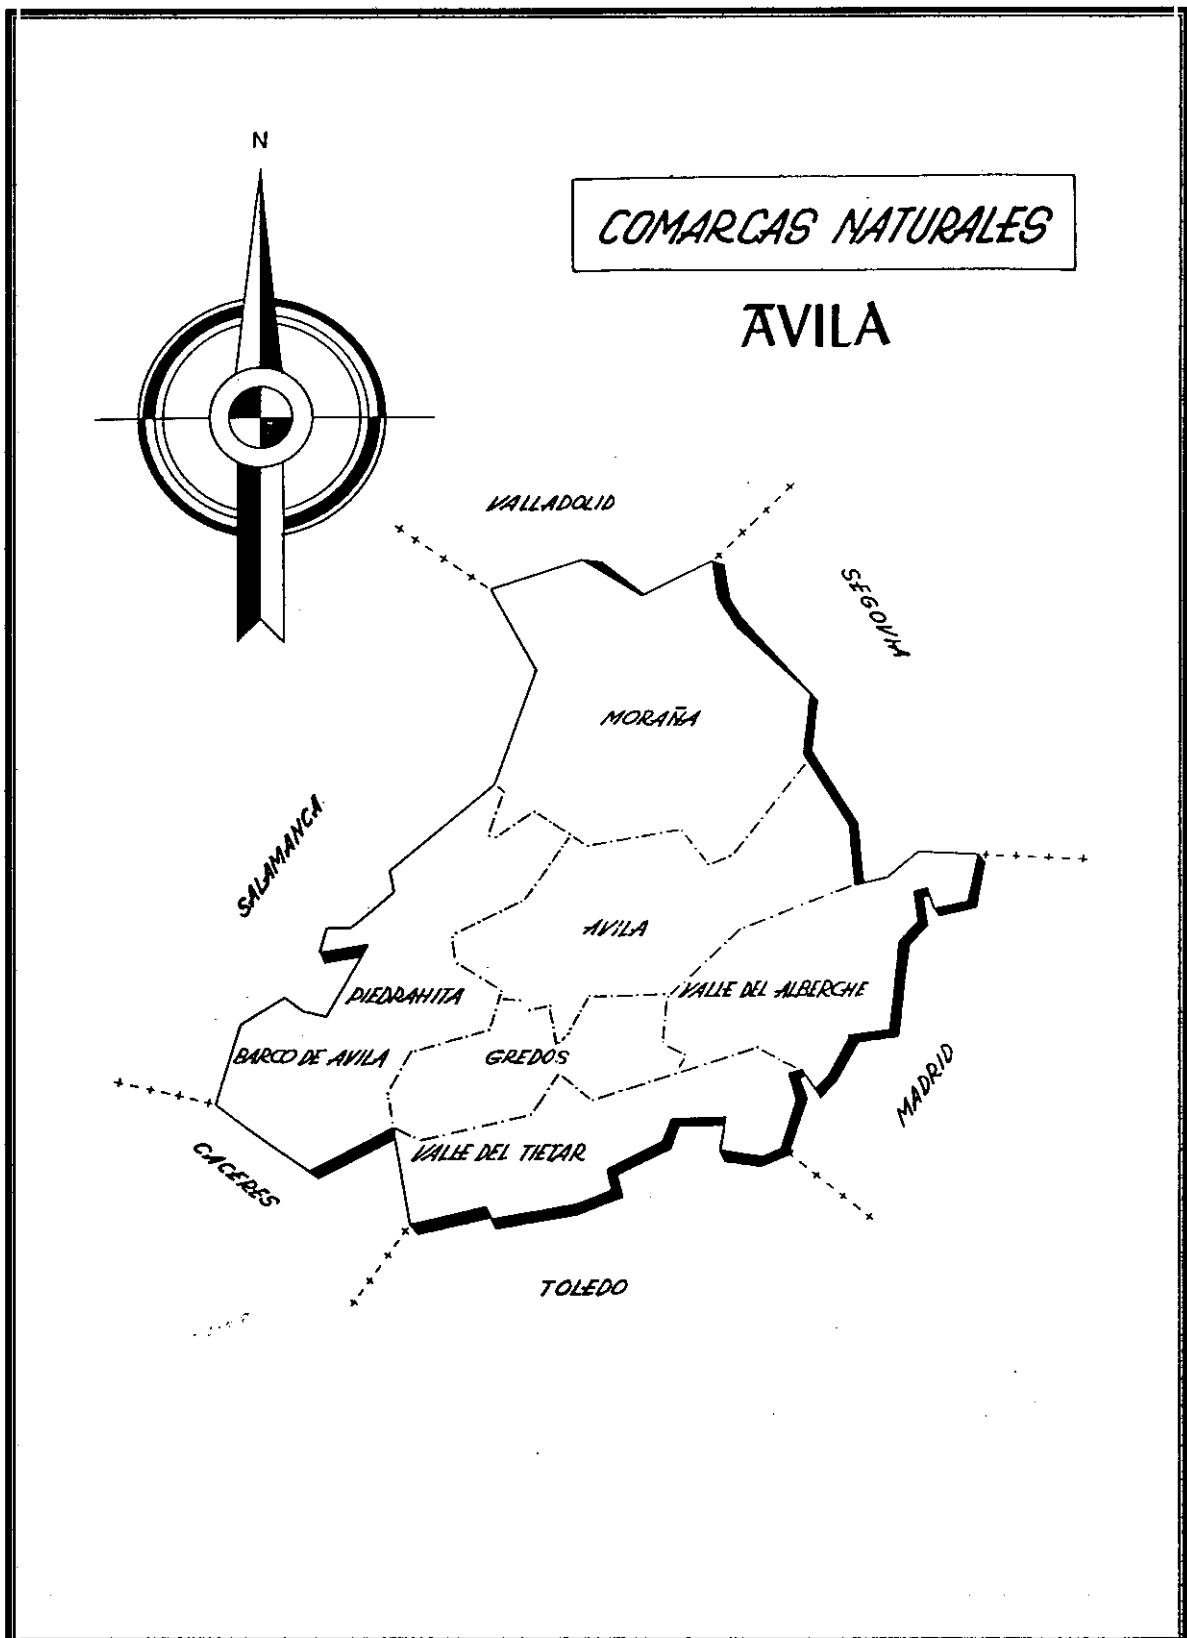 N
COMARCAS NATURALES
AVILA
VALLADOLID
SEGOVIA
MORAÑA
SALAMANCA
AVILA
PIEDRAHITA
VALLE DEL ALBERCHE
BARCO DE AVILA
GREDOS
MADRID
CACERES
VALLE DEL TIETAR
TOLEDO